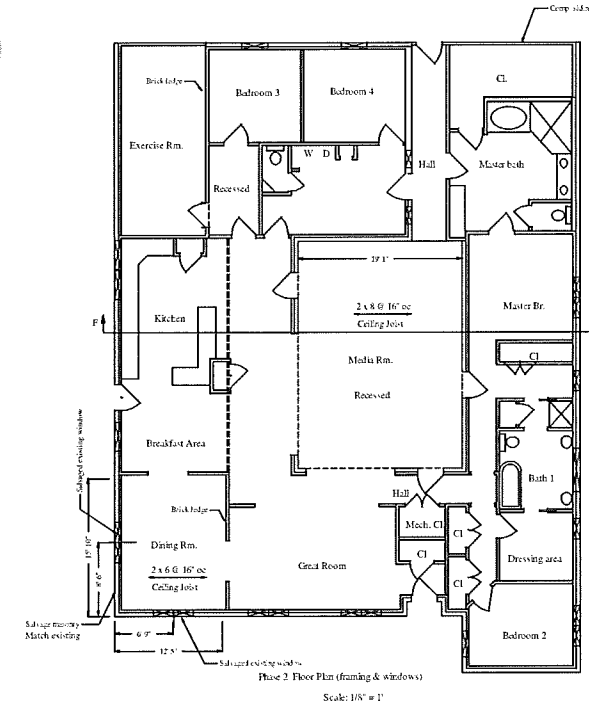 Comp sidin
Brick ledge
Bedroom 3
Bedroom 4
Cl.
Exercise Rm.
W D
Hall
Master bath
Recessed
19' 1"
2 x 8 @ 16" oc
Ceiling Joist
Master Br.
Kitchen
F
Media Rm.
Cl
Recessed
Salvaged existing window
Breakfast Area
Bath 1
Hall
Brick ledge
Mech. Cl.
Cl
15' 10"
Dining Rm.
8' 6"
2 x 6 @ 16" oc
Ceiling Joist
Great Room
Cl
Dressing area
Cl
Salvage masonry
Match existing
6' 9"
Bedroom 2
12' 5"
Salvaged existing window
Phase 2 Floor Plan (framing & windows)
Scale: 1/8" = 1'